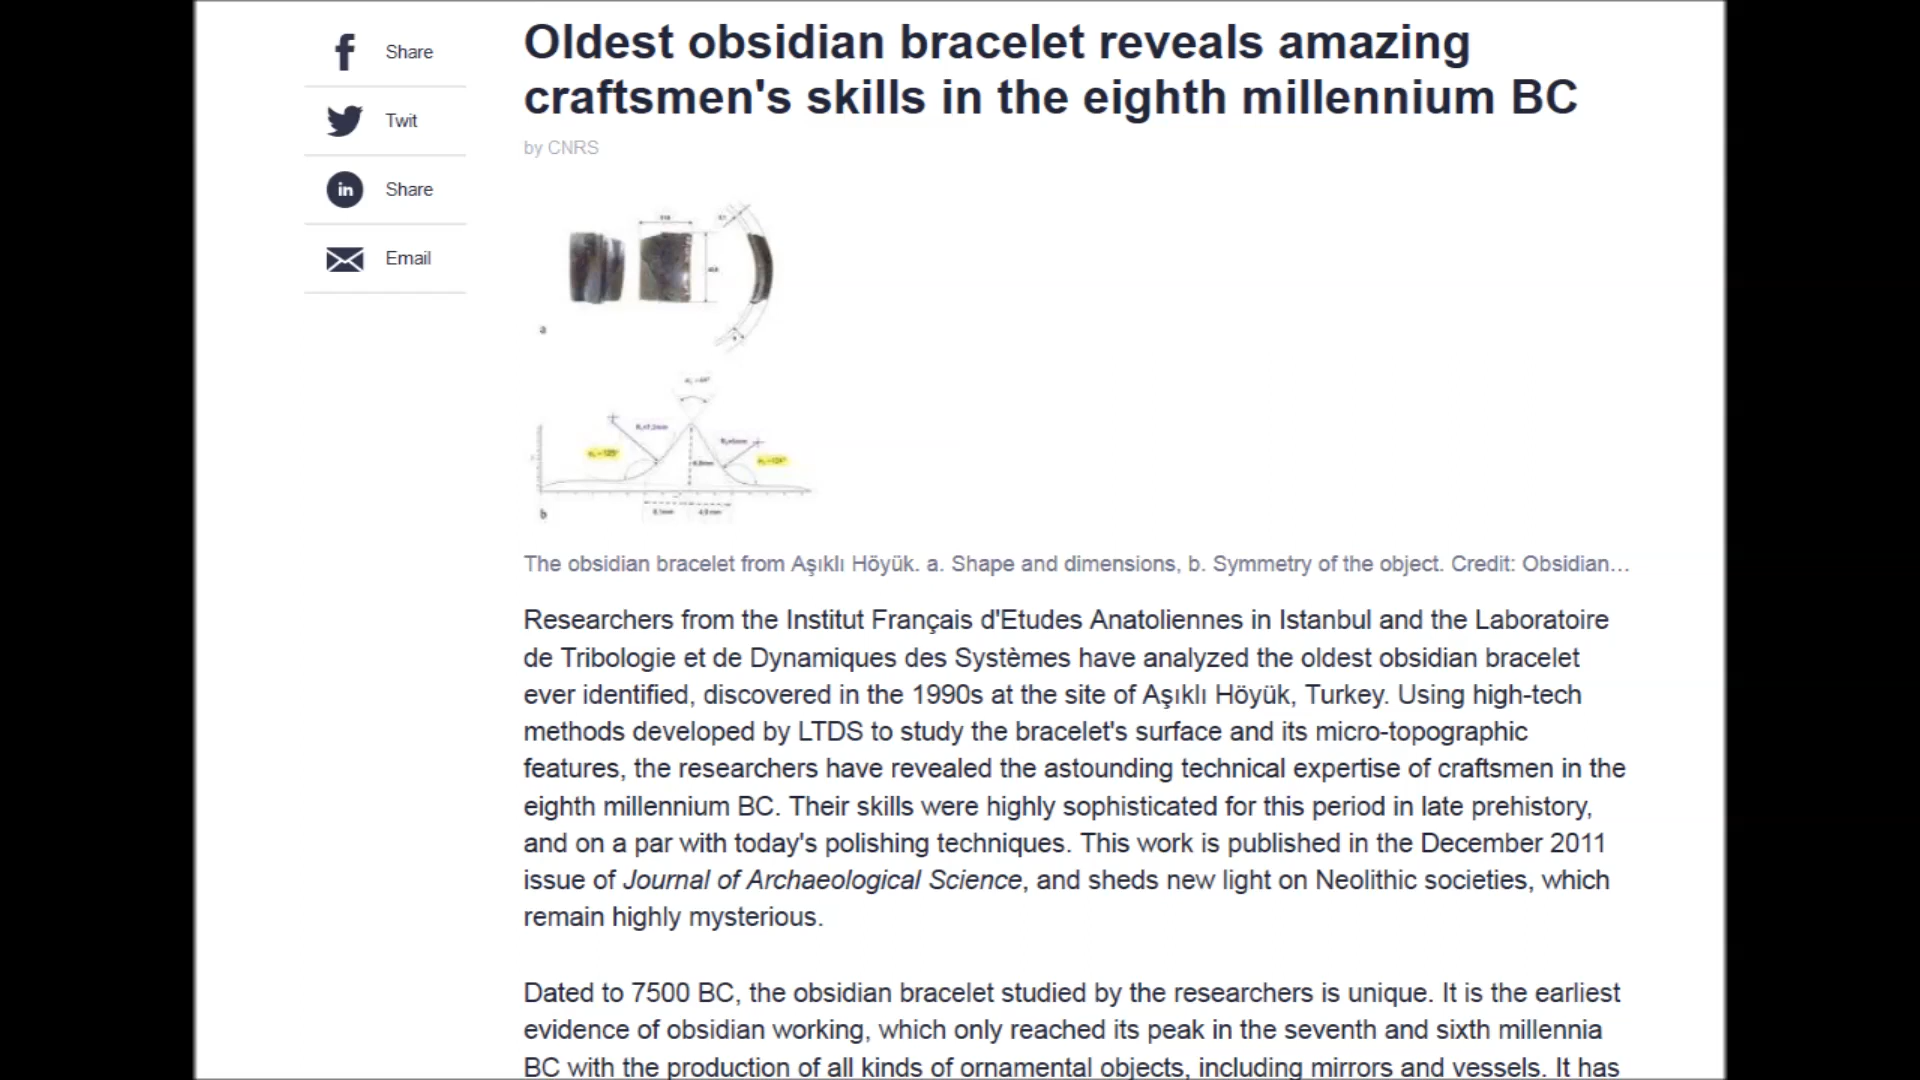 Share
Twit
Share
Email
Oldest obsidian bracelet reveals amazing
craftsmen's skills in the eighth millennium BC
by CNRS
a
b
The obsidian bracelet from Aşıklı Höyük. a. Shape and dimensions, b. Symmetry of the object. Credit: Obsidian...
Researchers from the Institut Français d'Etudes Anatoliennes in Istanbul and the Laboratoire
de Tribologie et de Dynamiques des Systèmes have analyzed the oldest obsidian bracelet
ever identified, discovered in the 1990s at the site of Aşıklı Höyük, Turkey. Using high-tech
methods developed by LTDS to study the bracelet's surface and its micro-topographic
features, the researchers have revealed the astounding technical expertise of craftsmen in the
eighth millennium BC. Their skills were highly sophisticated for this period in late prehistory,
and on a par with today's polishing techniques. This work is published in the December 2011
issue of Journal of Archaeological Science, and sheds new light on Neolithic societies, which
remain highly mysterious.
Dated to 7500 BC, the obsidian bracelet studied by the researchers is unique. It is the earliest
evidence of obsidian working, which only reached its peak in the seventh and sixth millennia
BC with the production of all kinds of ornamental objects, including mirrors and vessels. It has